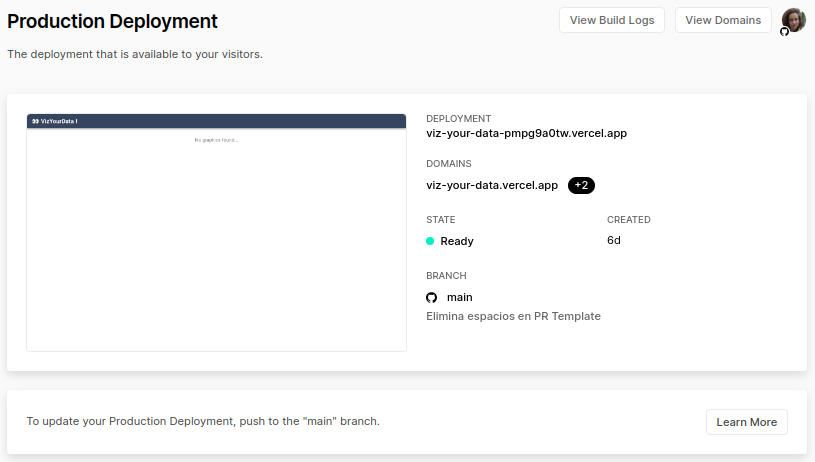 Production Deployment
View Build Logs
View Domains
The deployment that is available to your visitors.
VizYourData !
No graphics found...
DEPLOYMENT
viz-your-data-pmpg9a0tw.vercel.app
DOMAINS
viz-your-data.vercel.app +2
STATE
CREATED
Ready
6d
BRANCH
main
Elimina espacios en PR Template
To update your Production Deployment, push to the "main" branch.
Learn More